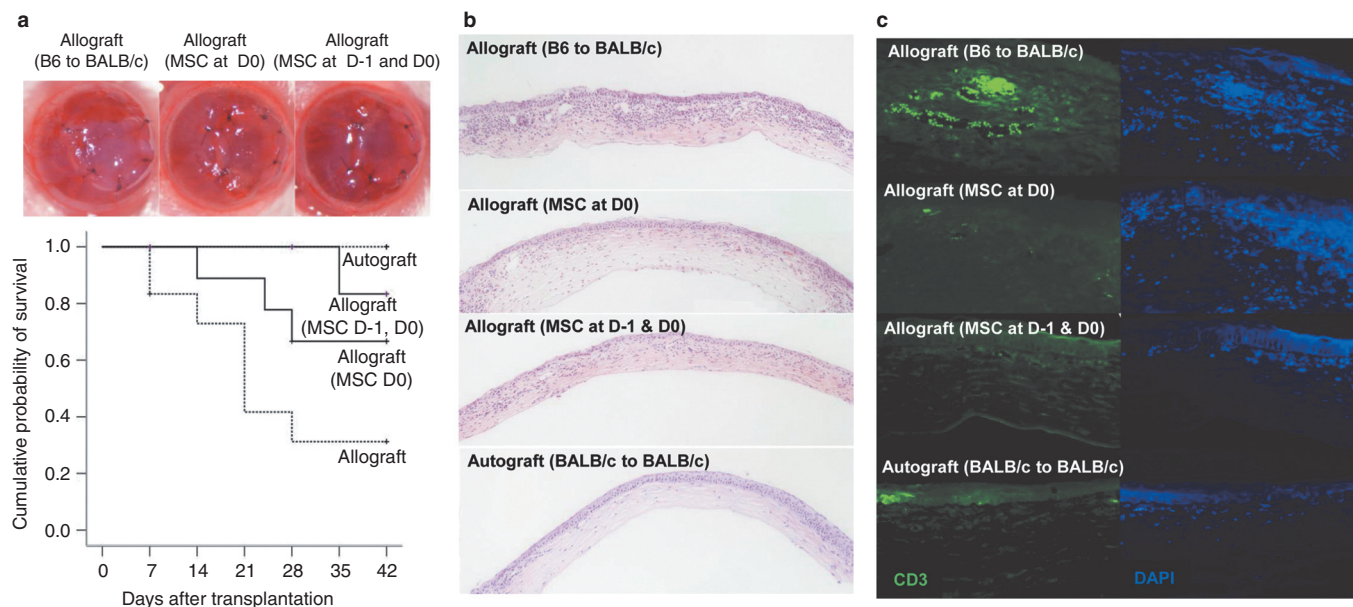 a
Allograft
(B6 to BALB/c)
Allograft
(MSC at D0)
Allograft
(MSC at D-1 and D0)
Cumulative probability of survival
1.0
0.8
0.6
0.2
0.4
0.0
Autograft
Allograft
(MSC D-1, D0)
Allograft
(MSC D0)
Allograft
0 7 14 21 28 35 42
Days after transplantation
b
Allograft (B6 to BALB/c)
Allograft (MSC at D0)
Allograft (MSC at D-1 & D0)
Autograft (BALB/c to BALB/c)
c
Allograft (B6 to BALB/c)
Allograft (MSC at D0)
Allograft (MSC at D-1 & D0)
Autograft (BALB/c to BALB/c)
CD3
DAPI